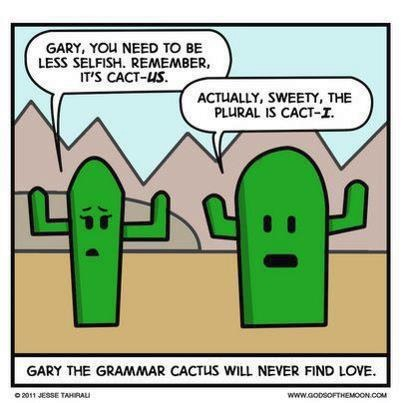 GARY, YOU NEED TO BE
LESS SELFISH. REMEMBER,
IT'S CACT-US.
ACTUALLY, SWEETY, THE
PLURAL IS CACT-I.
GARY THE GRAMMAR CACTUS WILL NEVER FIND LOVE.
© 2011 JESSE TAHIRALI
WWW.GODSOFTHEMOON.COM